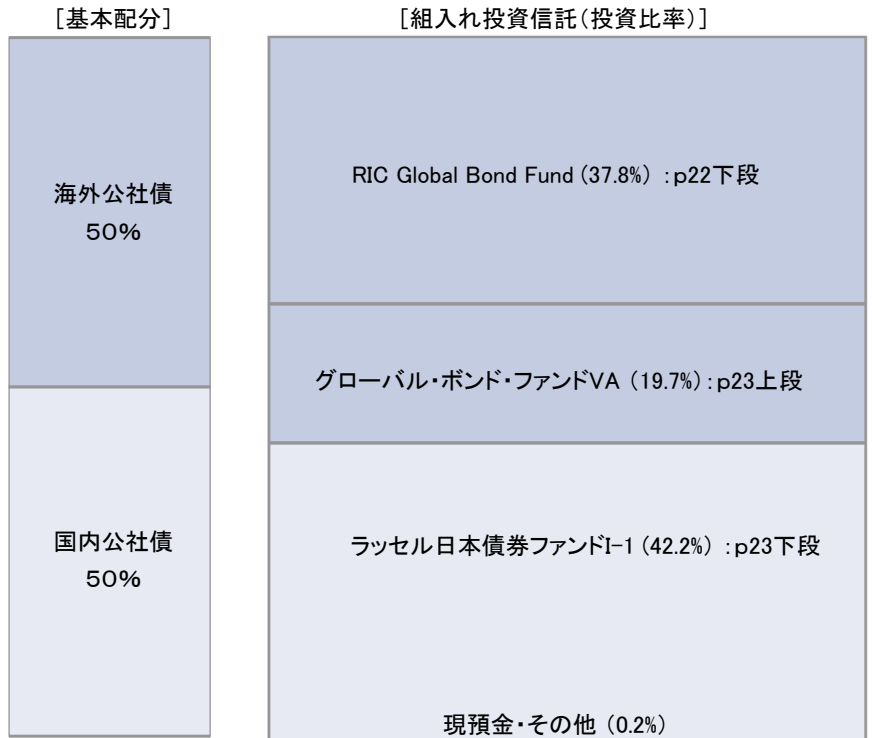 [基本配分]
[組入れ投資信託(投資比率)]
海外公社債
50%
国内公社債
50%
RIC Global Bond Fund (37.8%) :p22下段
グローバル・ボンド・ファンドVA (19.7%):p23上段
ラッセル日本債券ファンドI-1 (42.2%) :p23下段
現預金・その他 (0.2%)